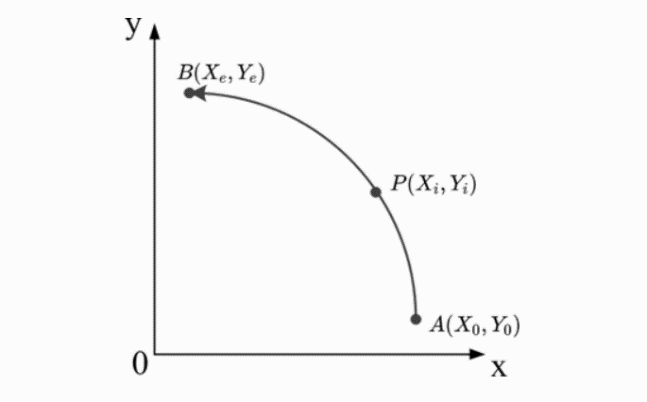 y
B(Xₑ, Yₑ)
P(Xᵢ, Yᵢ)
A(X₀, Y₀)
0
x